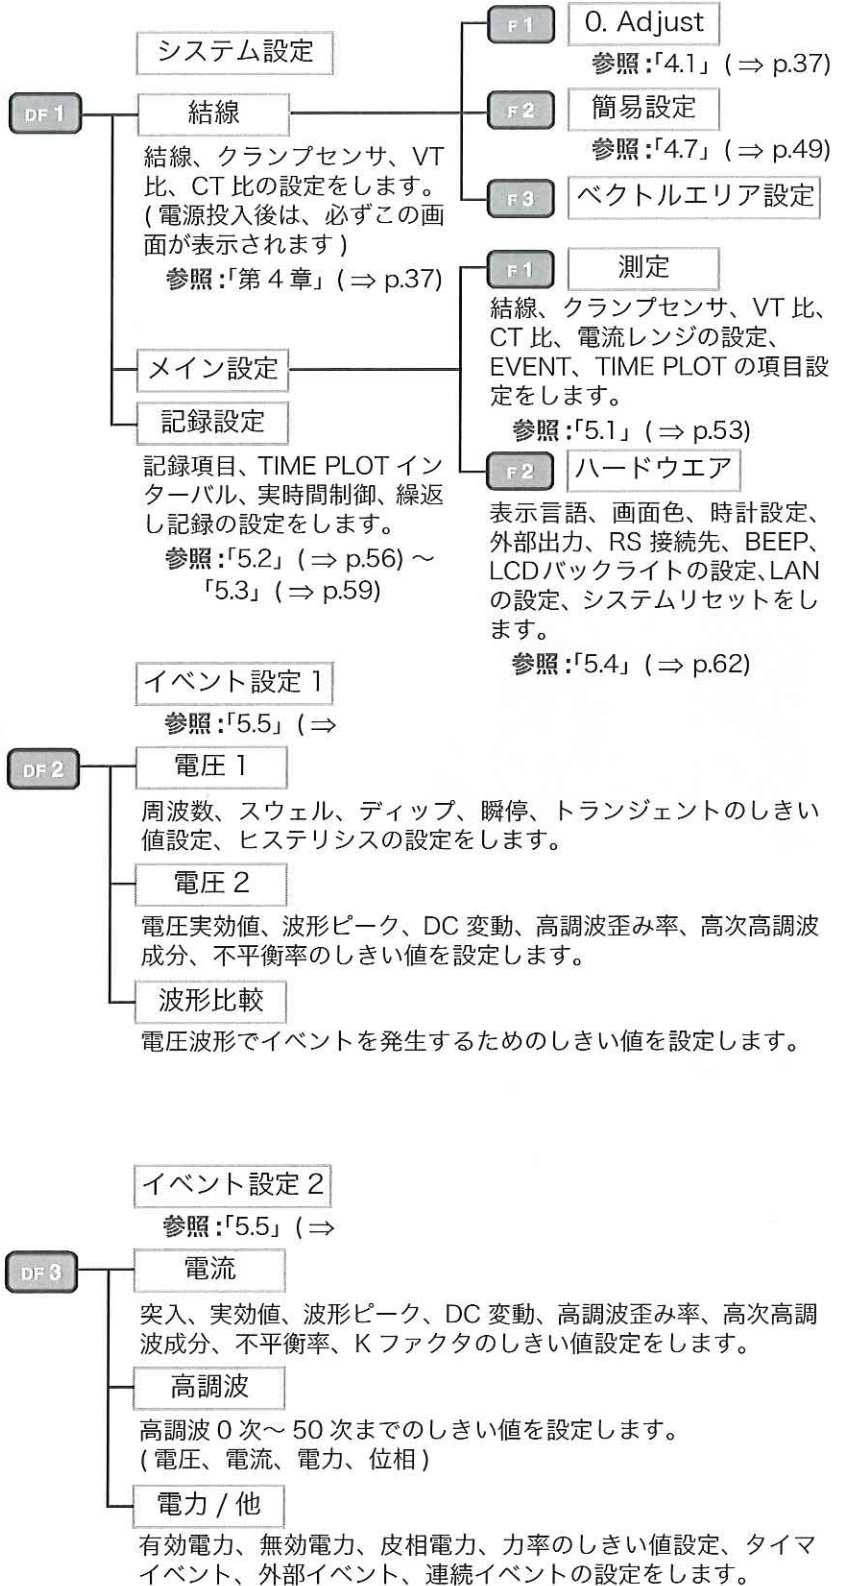 システム設定
DF 1
結線
結線、クランプセンサ、VT
比、CT 比の設定をします。
( 電源投入後は、必ずこの画
面が表示されます )
参照 :「第 4 章」( ⇒ p.37)
F 1
0. Adjust
参照 :「4.1」 ( ⇒ p.37)
F 2
簡易設定
参照 :「4.7」 ( ⇒ p.49)
F 3
ベクトルエリア設定
メイン設定
F 1
測定
結線、クランプセンサ、VT 比、
CT 比、電流レンジの設定、
EVENT、TIME PLOT の項目設
定をします。
参照 :「5.1」 ( ⇒ p.53)
F 2
ハードウエア
表示言語、画面色、時計設定、
外部出力、RS 接続先、BEEP、
LCDバックライトの設定、LAN
の設定、システムリセットをし
ます。
参照 :「5.4」 ( ⇒ p.62)
記録設定
記録項目、TIME PLOT イン
ターバル、実時間制御、繰返
し記録の設定をします。
参照 :「5.2」 ( ⇒ p.56) ～
「5.3」 ( ⇒ p.59)
イベント設定 1
参照 :「5.5」 ( ⇒
DF 2
電圧 1
周波数、スウェル、ディップ、瞬停、トランジェントのしきい
値設定、ヒステリシスの設定をします。
電圧 2
電圧実効値、波形ピーク、DC 変動、高調波歪み率、高次高調波
成分、不平衡率のしきい値を設定します。
波形比較
電圧波形でイベントを発生するためのしきい値を設定します。
イベント設定 2
参照 :「5.5」 ( ⇒
DF 3
電流
突入、実効値、波形ピーク、DC 変動、高調波歪み率、高次高調
波成分、不平衡率、K ファクタのしきい値設定をします。
高調波
高調波 0 次～ 50 次までのしきい値を設定します。
( 電圧、電流、電力、位相 )
電力 / 他
有効電力、無効電力、皮相電力、力率のしきい値設定、タイマ
イベント、外部イベント、連続イベントの設定をします。